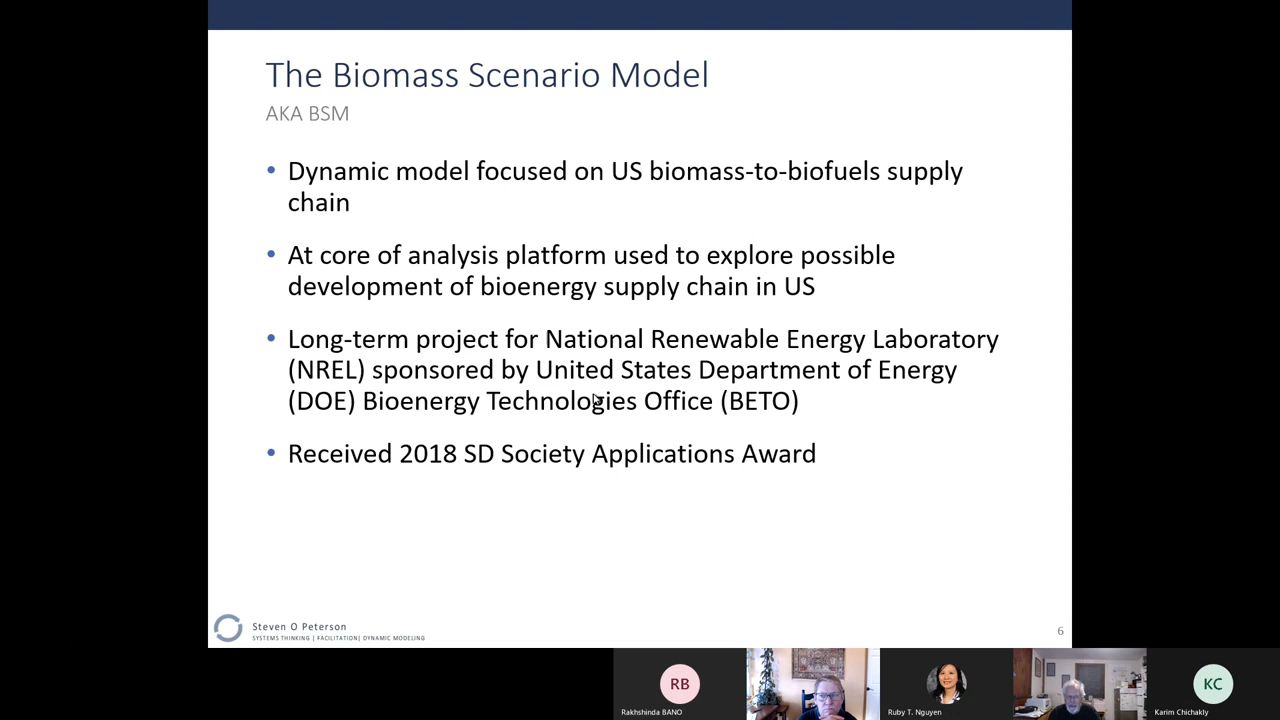 The Biomass Scenario Model
AKA BSM
• Dynamic model focused on US biomass-to-biofuels supply
chain
• At core of analysis platform used to explore possible
development of bioenergy supply chain in US
• Long-term project for National Renewable Energy Laboratory
(NREL) sponsored by United States Department of Energy
(DOE) Bioenergy Technologies Office (BETO)
• Received 2018 SD Society Applications Award
Steven O Peterson
SYSTEMS THINKING | FACILITATION| DYNAMIC MODELING
6
RB
Rakhshinda BANO
Ruby T. Nguyen
KC
Karim Chichakly